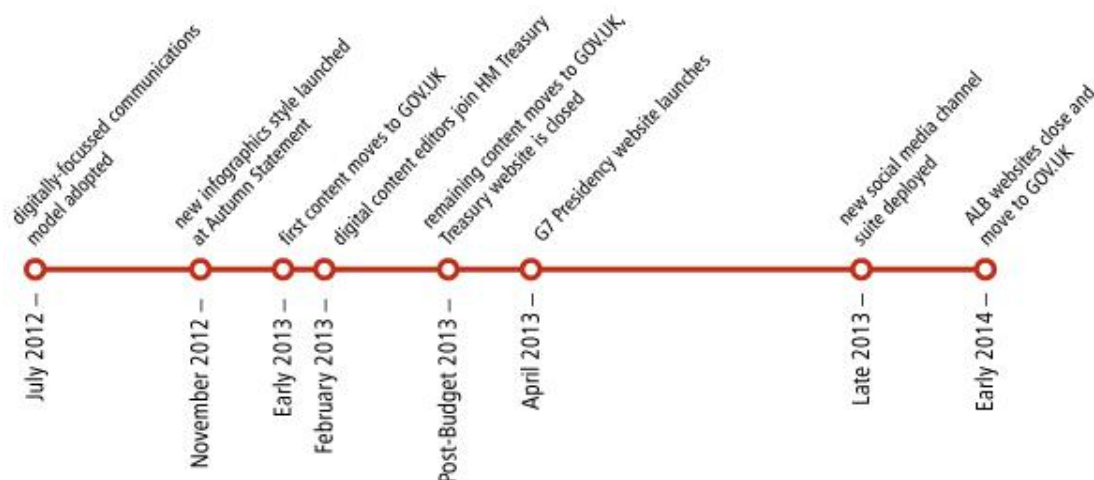 digitally-focussed communications
model adopted
new infographics style launched
at Autumn Statement
first content moves to GOV.UK
digital content editors join HM Treasury
remaining content moves to GOV.UK,
Treasury website is closed
G7 Presidency website launches
new social media channel
suite deployed
ALB websites close and
move to GOV.UK
July 2012 –
November 2012 –
Early 2013 –
February 2013 –
Post-Budget 2013 –
April 2013 –
Late 2013 –
Early 2014 –